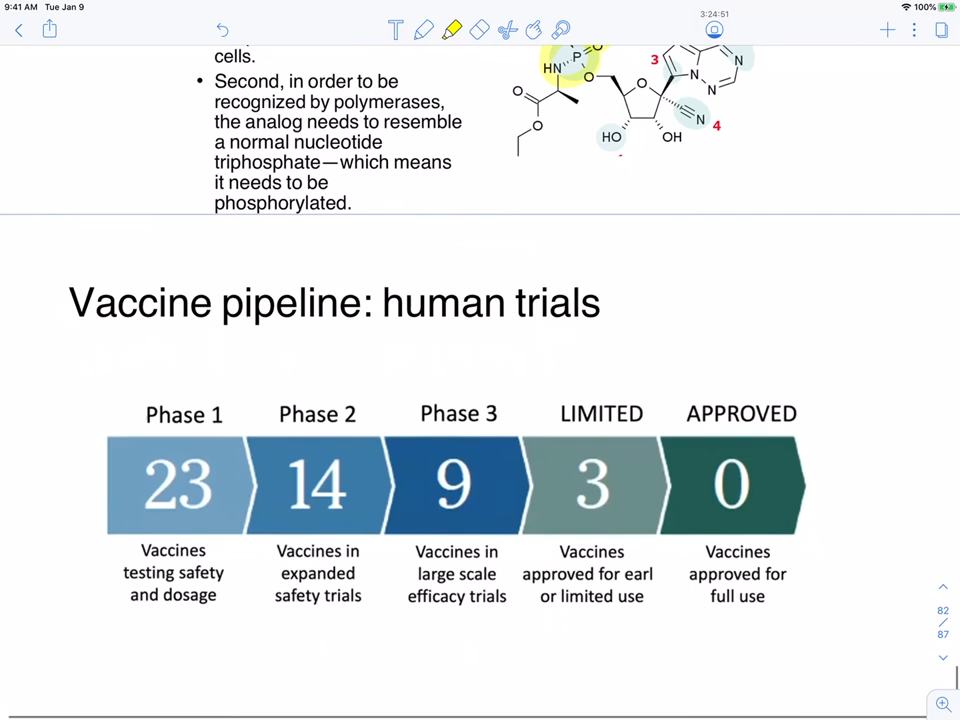 9:41 AM Tue Jan 9
100%
3:24:51
T
cells.
• Second, in order to be
recognized by polymerases,
the analog needs to resemble
a normal nucleotide
triphosphate—which means
it needs to be
phosphorylated.
HN
P
O
O
O
O
3
N
N
N
O
N
4
HO
OH
Vaccine pipeline: human trials
Phase 1
Phase 2
Phase 3
LIMITED
APPROVED
23
14
9
3
0
Vaccines
testing safety
and dosage
Vaccines in
expanded
safety trials
Vaccines in
large scale
efficacy trials
Vaccines
approved for earl
or limited use
Vaccines
approved for
full use
82
/
87